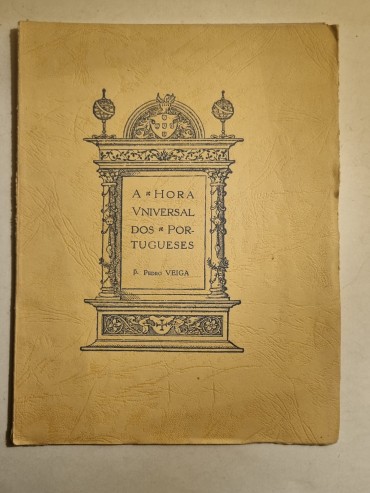 A * HORA
VNIVERSAL
DOS * POR-
TUGUESES
P. PEDRO VEIGA